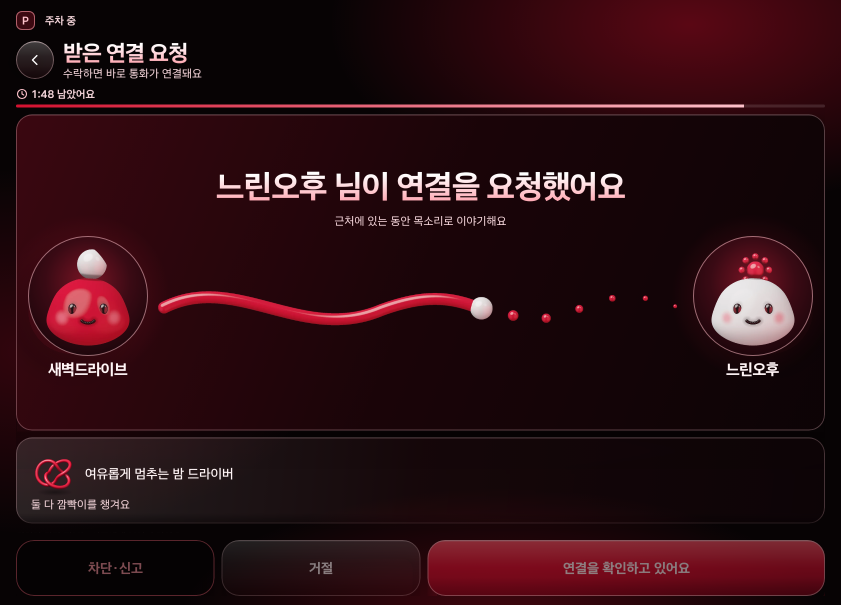 P 주차 중
받은 연결 요청
수락하면 바로 통화가 연결돼요
1:48 남았어요
느린오후 님이 연결을 요청했어요
근처에 있는 동안 목소리로 이야기해요
새벽드라이브
느린오후
여유롭게 멈추는 밤 드라이버
둘 다 깜빡이를 챙겨요
차단·신고
거절
연결을 확인하고 있어요